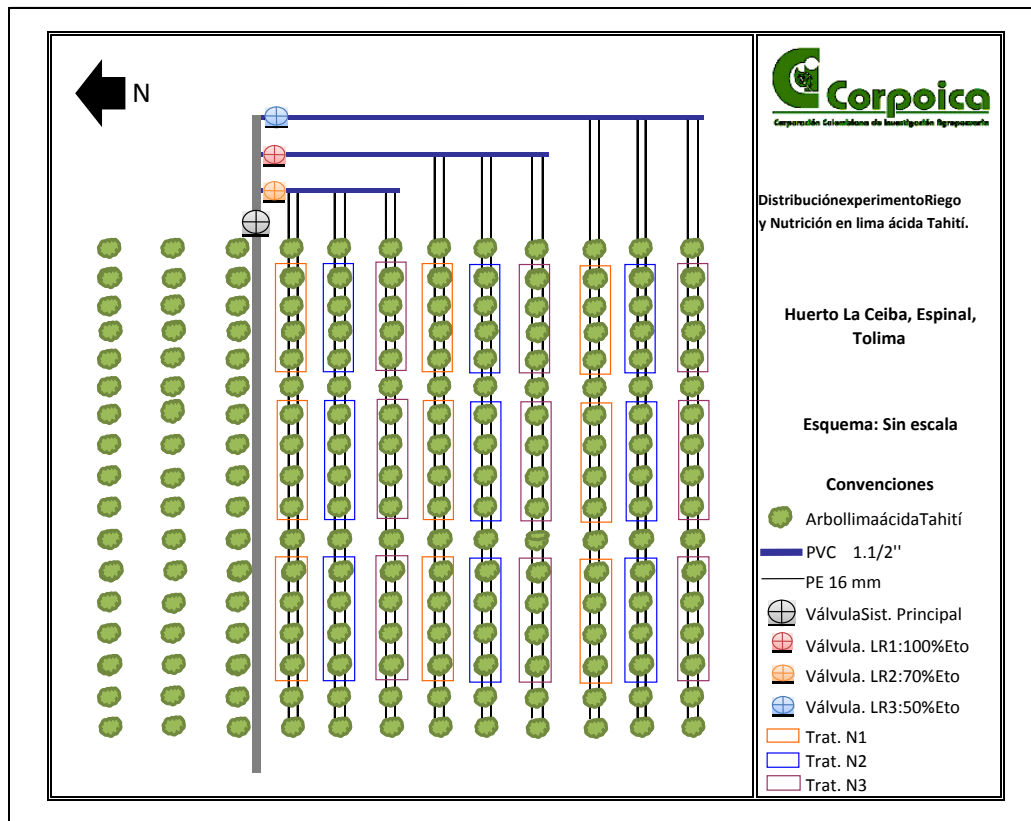 N
Corpoica
Corporación Colombiana de Investigación Agropecuaria
DistribuciónexperimentoRiego
y Nutrición en lima ácida Tahití.
Huerto La Ceiba, Espinal,
Tolima
Esquema: Sin escala
Convenciones
ArbollimaácidaTahití
PVC 1.1/2''
PE 16 mm
VálvulaSist. Principal
Válvula. LR1:100%Eto
Válvula. LR2:70%Eto
Válvula. LR3:50%Eto
Trat. N1
Trat. N2
Trat. N3